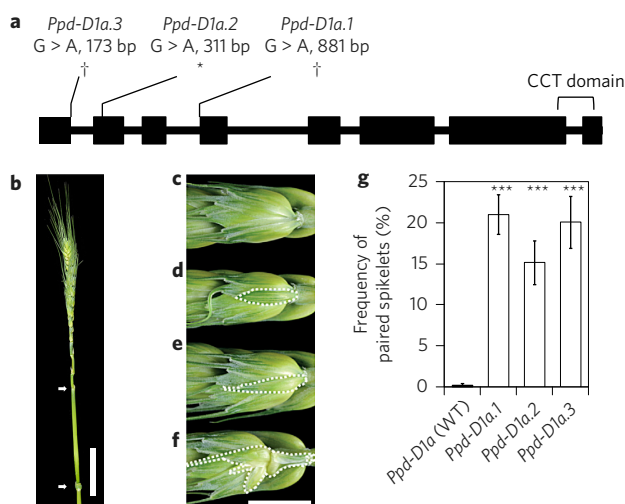 a
Ppd-D1a.3 Ppd-D1a.2 Ppd-D1a.1
G > A, 173 bp G > A, 311 bp G > A, 881 bp
† * †
CCT domain
b
c
d
e
f
g
Frequency of
paired spikelets (%)
25
20
15
10
5
0
*** *** ***
Ppd-D1a (WT)
Ppd-D1a.1
Ppd-D1a.2
Ppd-D1a.3